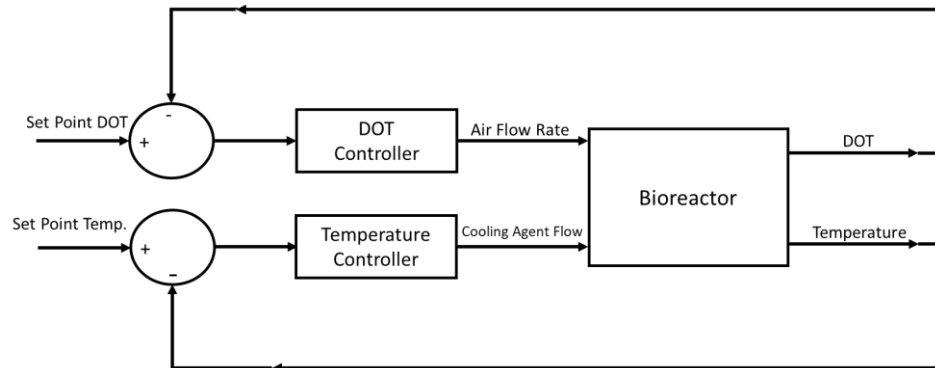 Set Point DOT
+
-
DOT
Controller
Air Flow Rate
Bioreactor
DOT
Set Point Temp.
+
-
Temperature
Controller
Cooling Agent Flow
Temperature